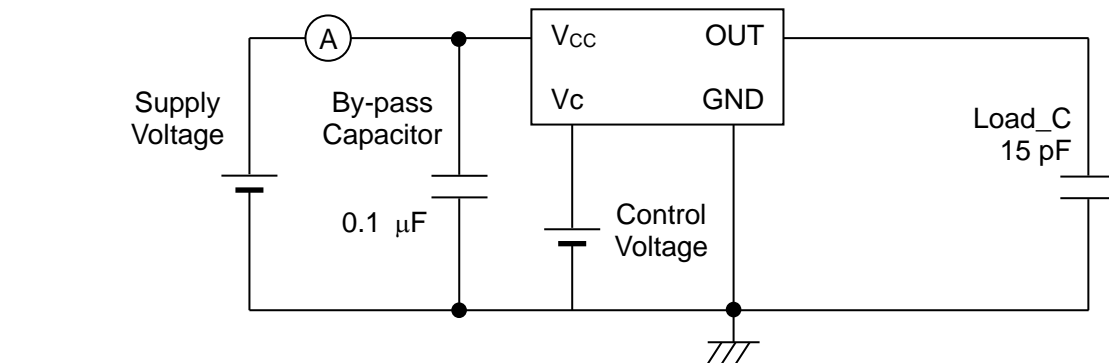 A
VCC
OUT
Vc
GND
Supply
Voltage
By-pass
Capacitor
0.1 μF
Control
Voltage
Load_C
15 pF